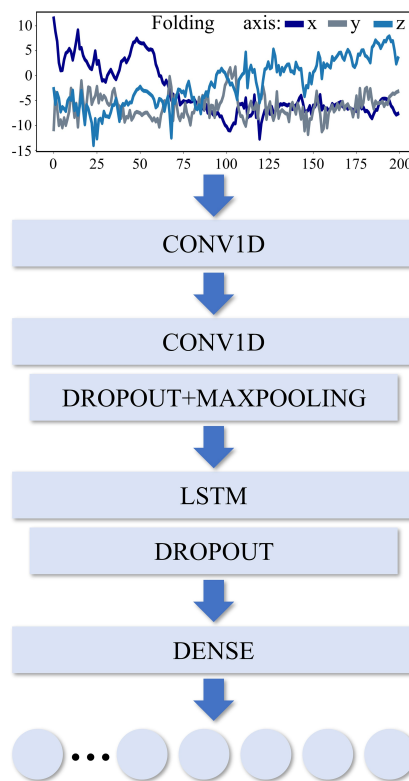 Folding axis: x y z
10
5
0
-5
-10
-15
0 25 50 75 100 125 150 175 200
CONV1D
CONV1D
DROPOUT+MAXPOOLING
LSTM
DROPOUT
DENSE